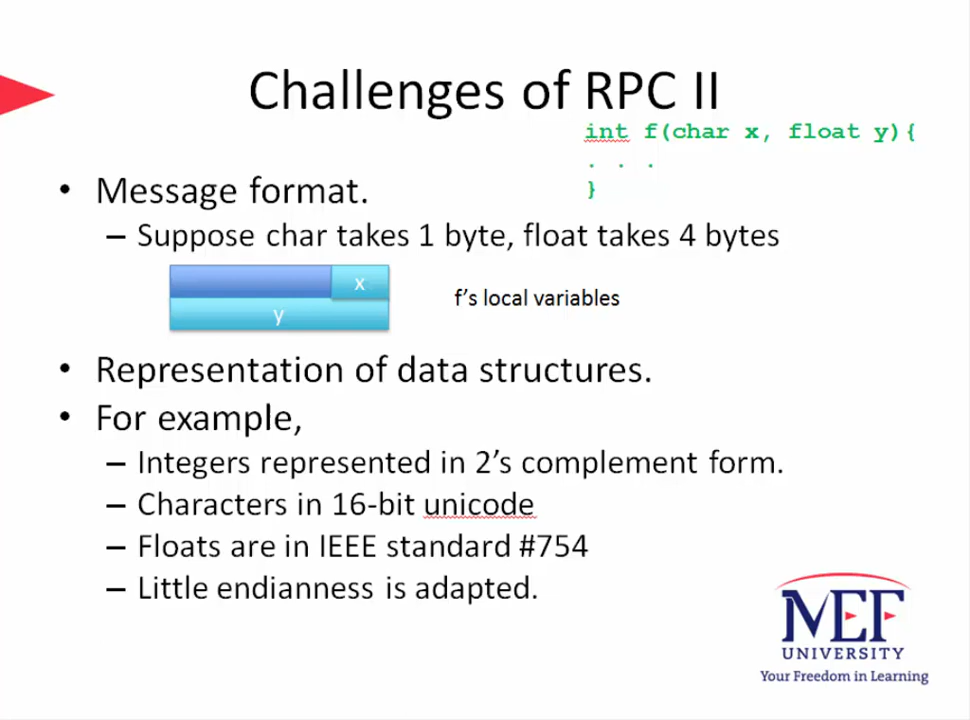 Challenges of RPC II
int f(char x, float y){
. . .
}
• Message format.
– Suppose char takes 1 byte, float takes 4 bytes
x
y
f's local variables
• Representation of data structures.
• For example,
– Integers represented in 2's complement form.
– Characters in 16-bit unicode
– Floats are in IEEE standard #754
– Little endianness is adapted.
MEF
UNIVERSITY
Your Freedom in Learning